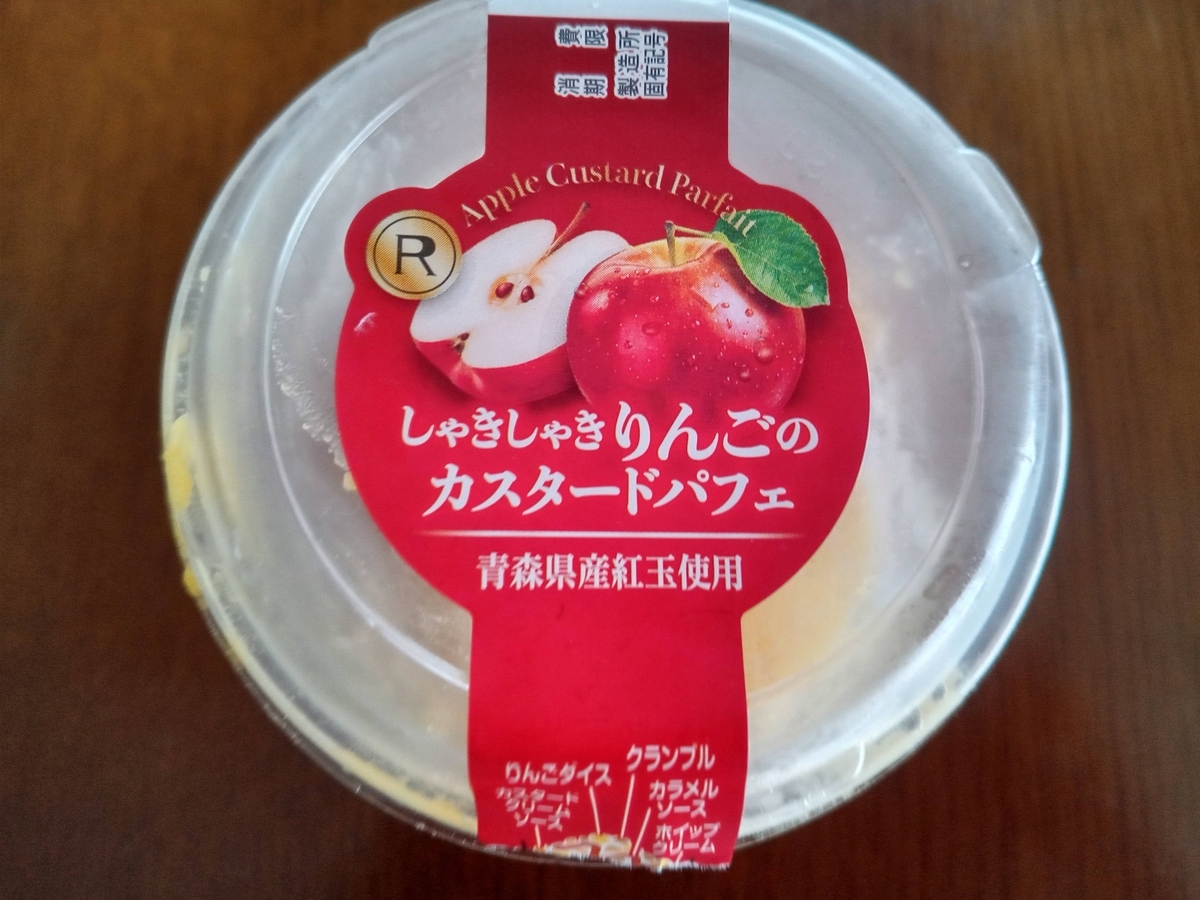 消費
期限
製造所
固有記号
Apple Custard Parfait
R
しゃきしゃきりんごの
カスタードパフェ
青森県産紅玉使用
りんごダイス
クランブル
カスタード
クリーム
ソース
カラメル
ソース
ホイップ
クリーム